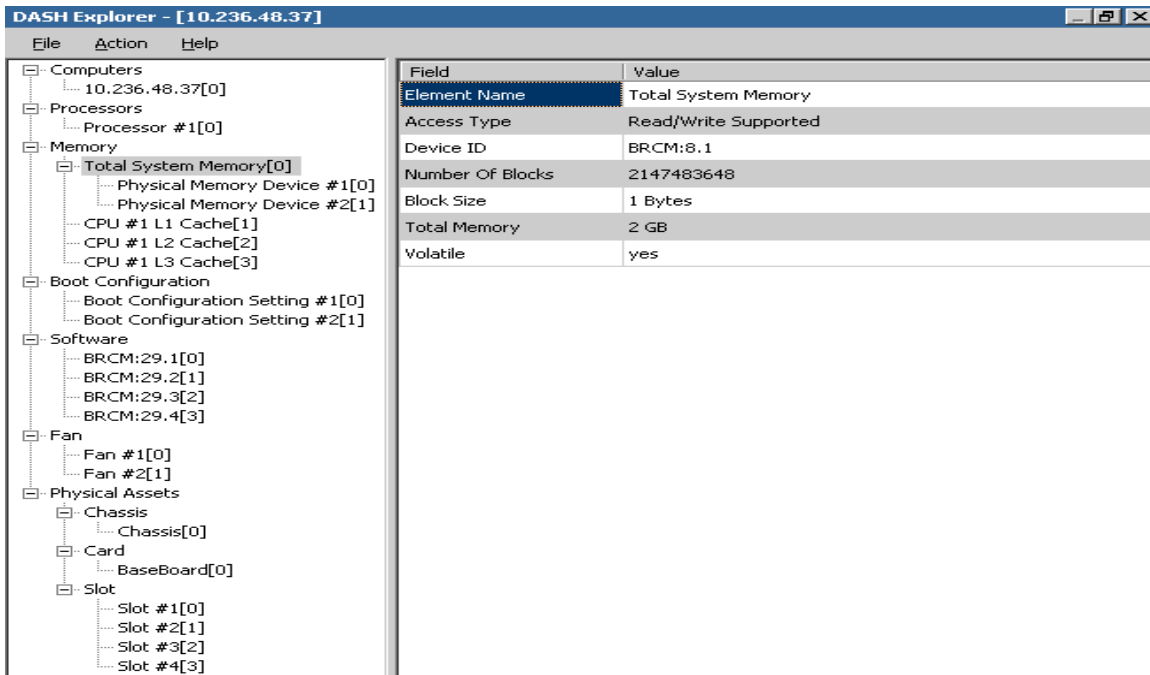 DASH Explorer - [10.236.48.37]
File Action Help
Computers
10.236.48.37[0]
Processors
Processor #1[0]
Memory
Total System Memory[0]
Physical Memory Device #1[0]
Physical Memory Device #2[1]
CPU #1 L1 Cache[1]
CPU #1 L2 Cache[2]
CPU #1 L3 Cache[3]
Boot Configuration
Boot Configuration Setting #1[0]
Boot Configuration Setting #2[1]
Software
BRCM:29.1[0]
BRCM:29.2[1]
BRCM:29.3[2]
BRCM:29.4[3]
Fan
Fan #1[0]
Fan #2[1]
Physical Assets
Chassis
Chassis[0]
Card
BaseBoard[0]
Slot
Slot #1[0]
Slot #2[1]
Slot #3[2]
Slot #4[3]
Field Value
Element Name Total System Memory
Access Type Read/Write Supported
Device ID BRCM:8.1
Number Of Blocks 2147483648
Block Size 1 Bytes
Total Memory 2 GB
Volatile yes